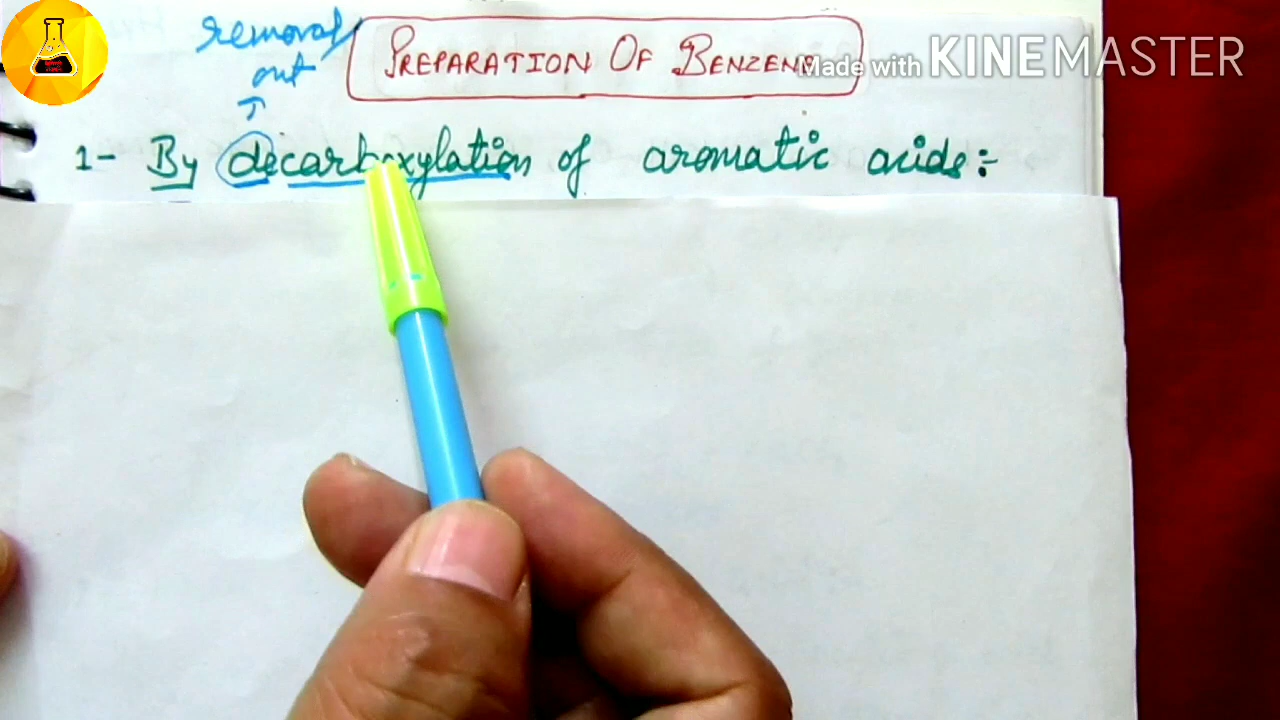 removal
out
PREPARATION OF BENZENE
Made with KINEMASTER
1- By decarboxylation of aromatic acids:-